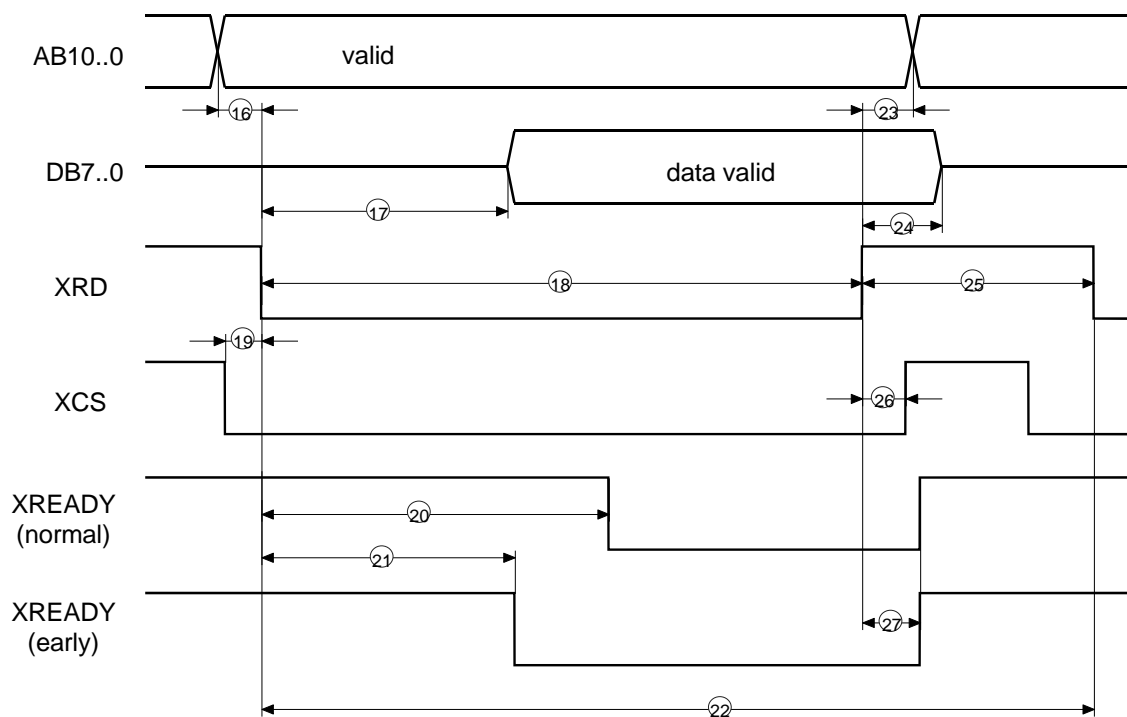 AB10..0
valid
16
23
DB7..0
data valid
17
24
XRD
18
25
19
XCS
26
XREADY
(normal)
20
21
XREADY
(early)
27
22